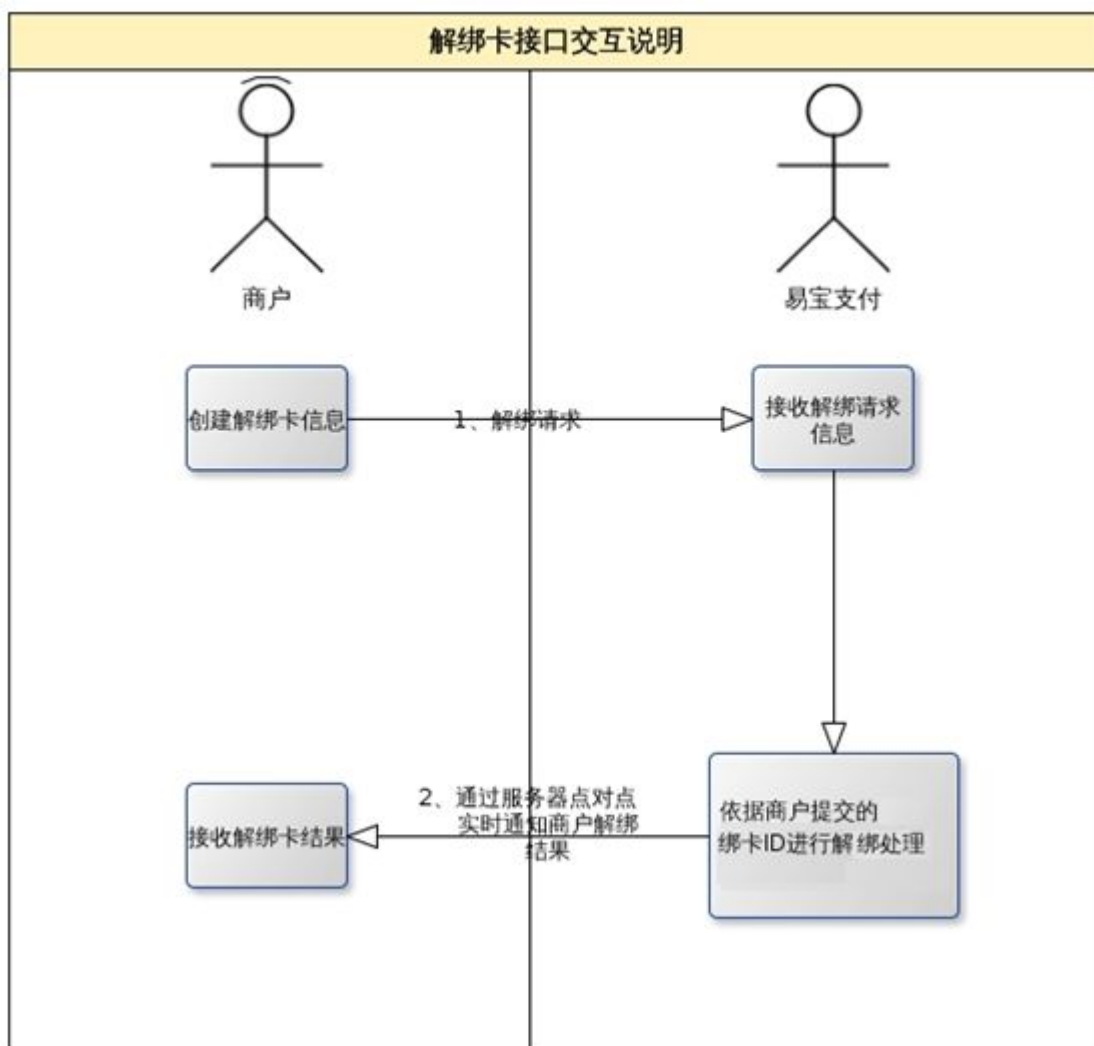 解绑卡接口交互说明
商户
易宝支付
创建解绑卡信息
1、解绑请求
接收解绑请求
信息
2、通过服务器点对点
实时通知商户解绑
结果
接收解绑卡结果
依据商户提交的
绑卡ID进行解 绑处理